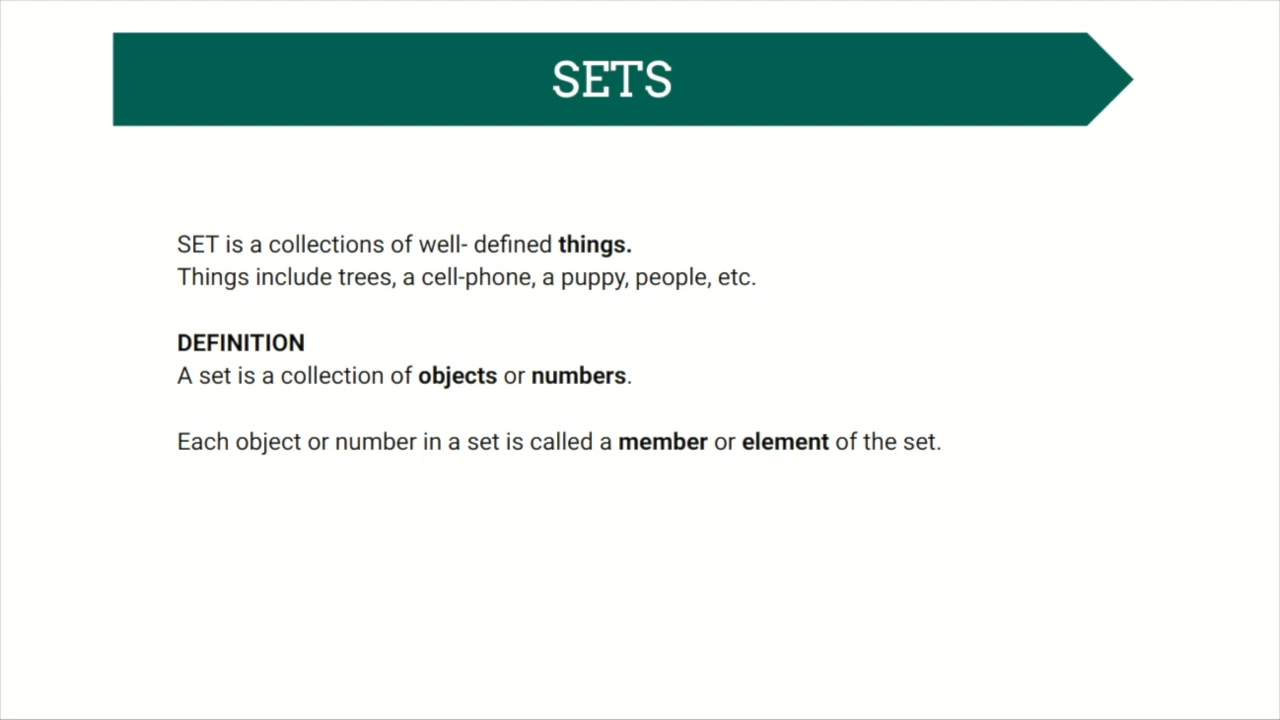 SETS
SET is a collections of well- defined things.
Things include trees, a cell-phone, a puppy, people, etc.
DEFINITION
A set is a collection of objects or numbers.
Each object or number in a set is called a member or element of the set.